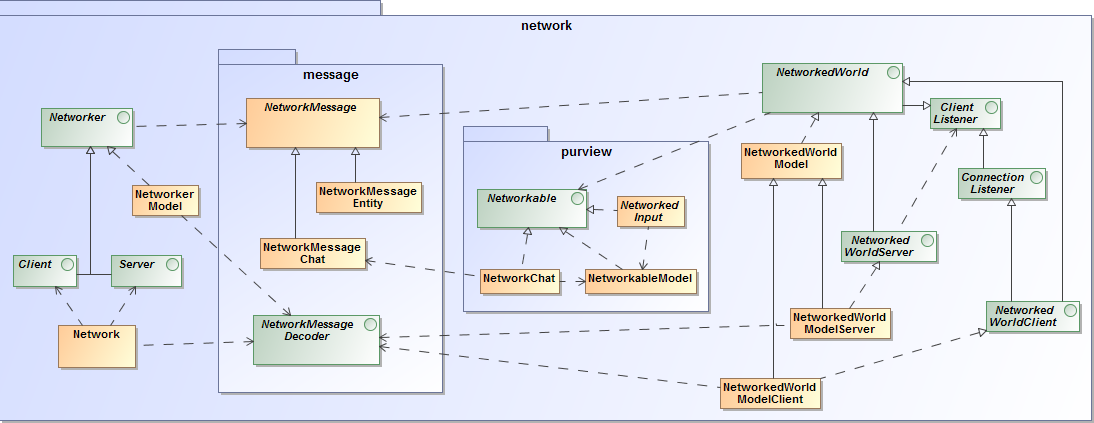 network
message
NetworkedWorld
NetworkMessage
Client
Listener
Networker
purview
NetworkedWorld
Model
Connection
Listener
NetworkMessage
Entity
Networker
Model
Networkable
Networked
Input
NetworkMessage
Chat
Networked
WorldServer
Client
Server
NetworkChat
NetworkableModel
NetworkMessage
Decoder
NetworkedWorld
ModelServer
Networked
WorldClient
Network
NetworkedWorld
ModelClient